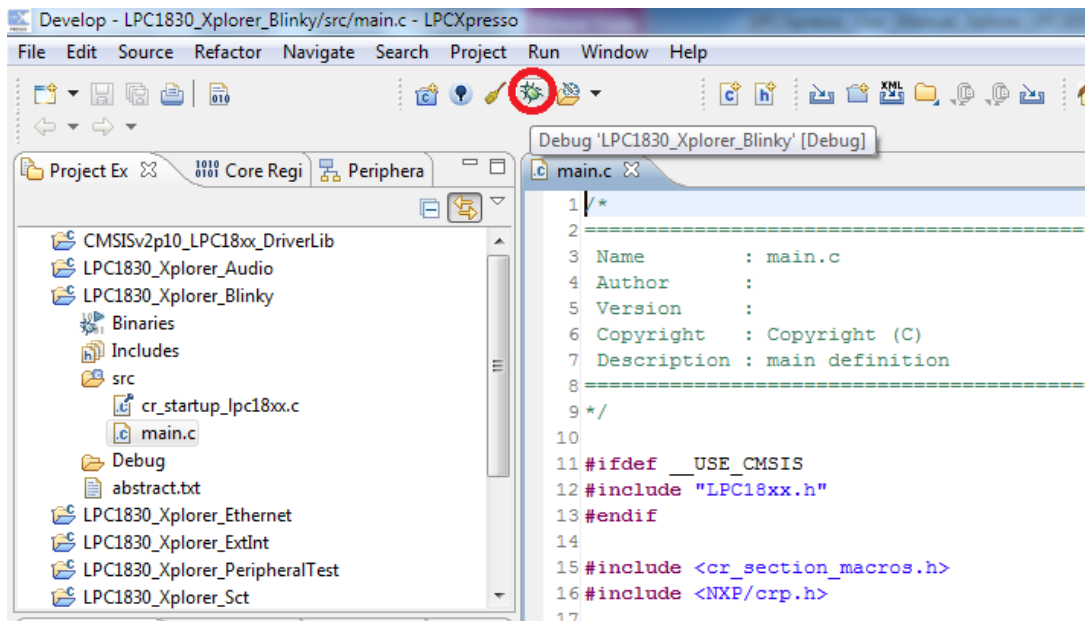 Develop - LPC1830_Xplorer_Blinky/src/main.c - LPCXpresso
File Edit Source Refactor Navigate Search Project Run Window Help
Debug 'LPC1830_Xplorer_Blinky' [Debug]
Project Ex Core Regi Periphera
main.c
CMSISv2p10_LPC18xx_DriverLib
LPC1830_Xplorer_Audio
LPC1830_Xplorer_Blinky
Binaries
Includes
src
cr_startup_lpc18xx.c
main.c
Debug
abstract.txt
LPC1830_Xplorer_Ethernet
LPC1830_Xplorer_ExtInt
LPC1830_Xplorer_PeripheralTest
LPC1830_Xplorer_Sct
1 /*
2 =========================================
3 Name : main.c
4 Author :
5 Version :
6 Copyright : Copyright (C)
7 Description : main definition
8 =========================================
9 */
10
11 #ifdef __USE_CMSIS
12 #include "LPC18xx.h"
13 #endif
14
15 #include <cr_section_macros.h>
16 #include <NXP/crp.h>
17